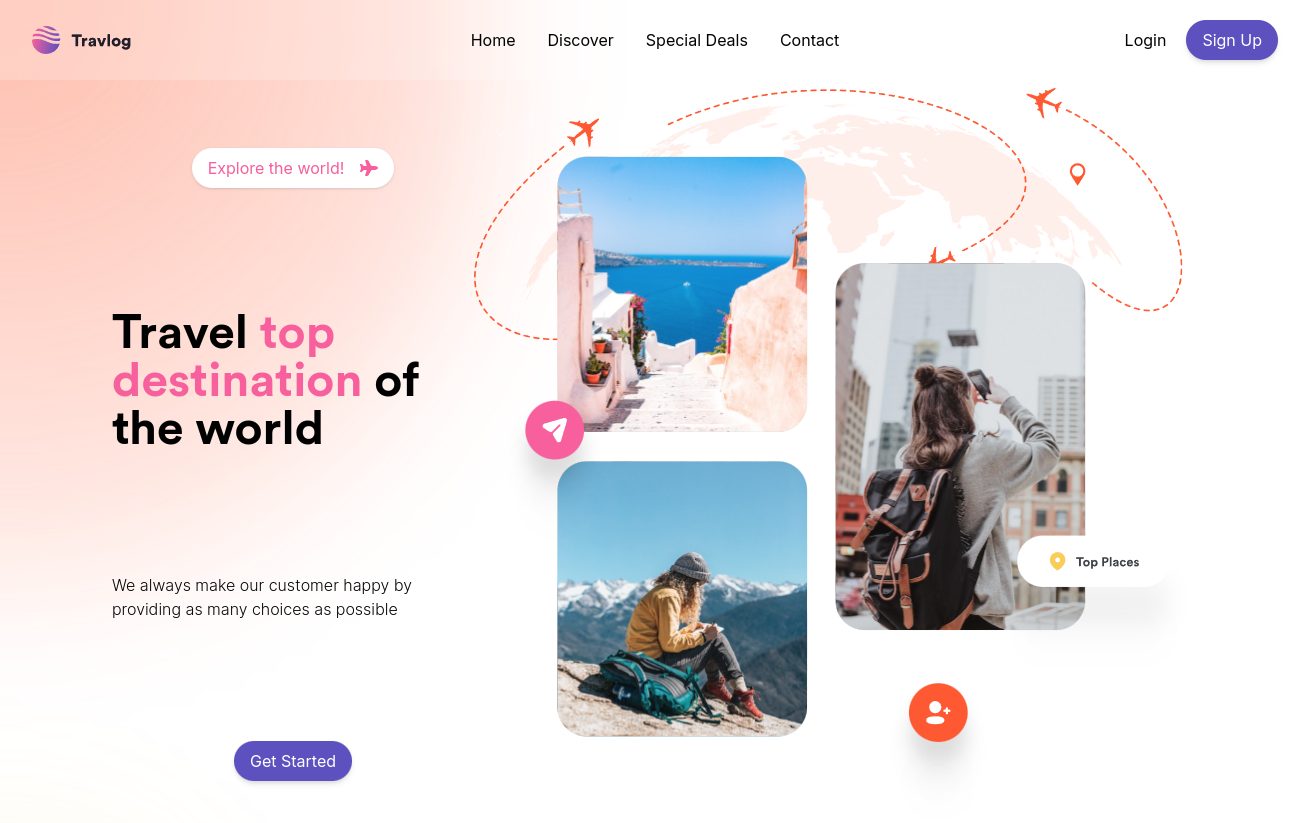 Travlog
Home
Discover
Special Deals
Contact
Login
Sign Up
Explore the world!
Travel top
destination of
the world
We always make our customer happy by
providing as many choices as possible
Get Started
Top Places